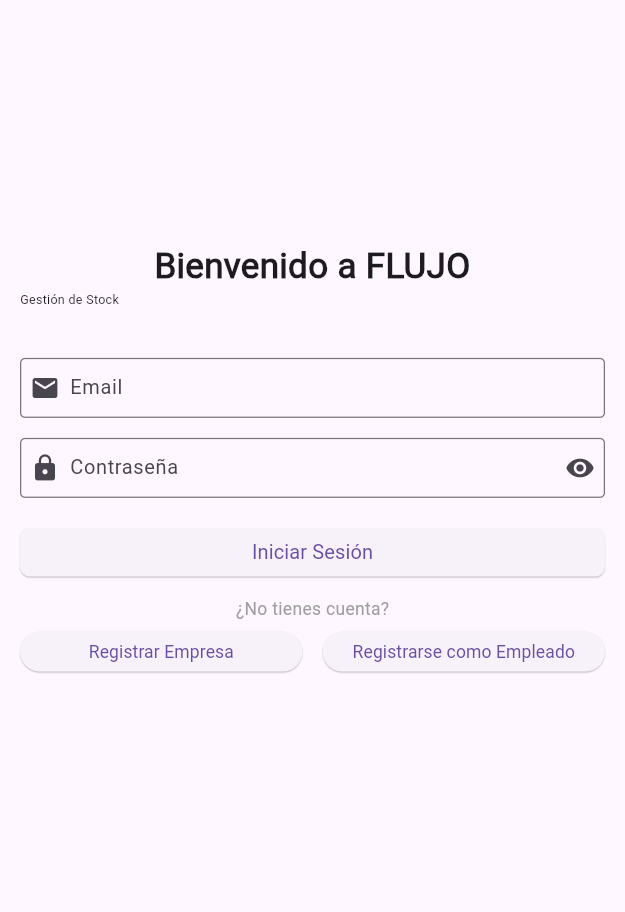 Bienvenido a FLUJO
Gestión de Stock
Email
Contraseña
Iniciar Sesión
¿No tienes cuenta?
Registrar Empresa
Registrarse como Empleado